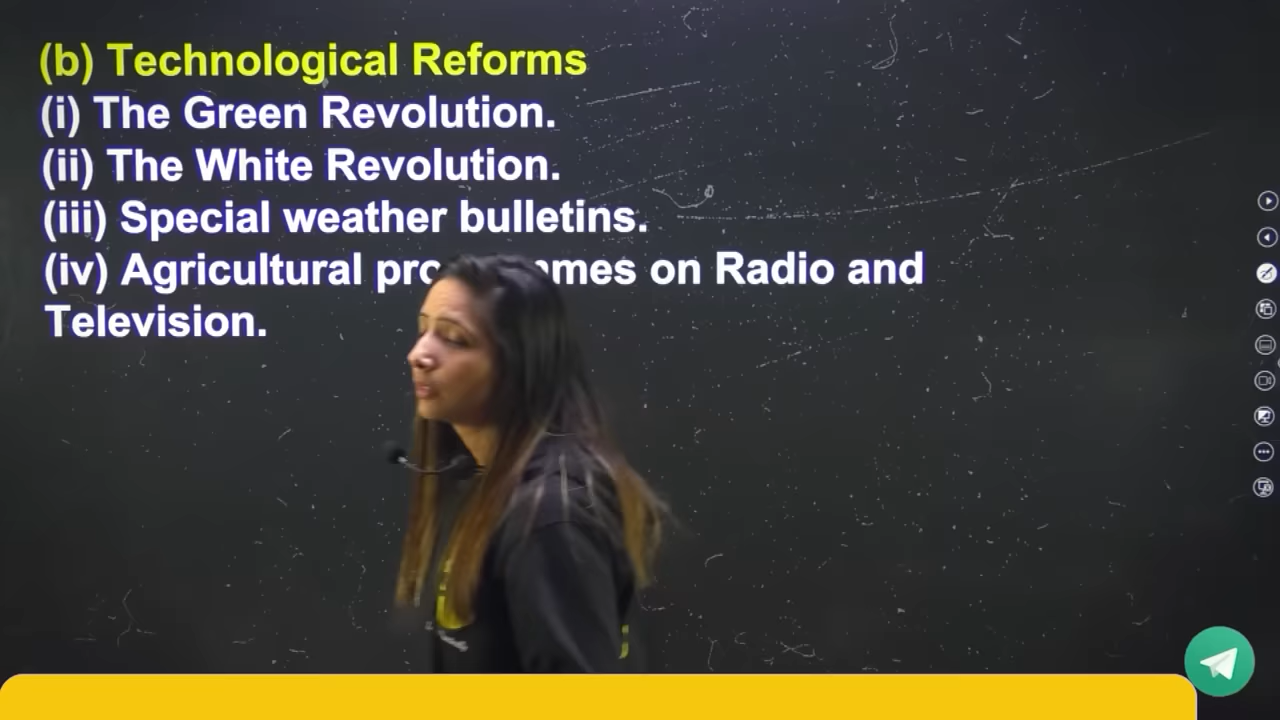 (b) Technological Reforms
(i) The Green Revolution.
(ii) The White Revolution.
(iii) Special weather bulletins.
(iv) Agricultural on Radio and
Television.